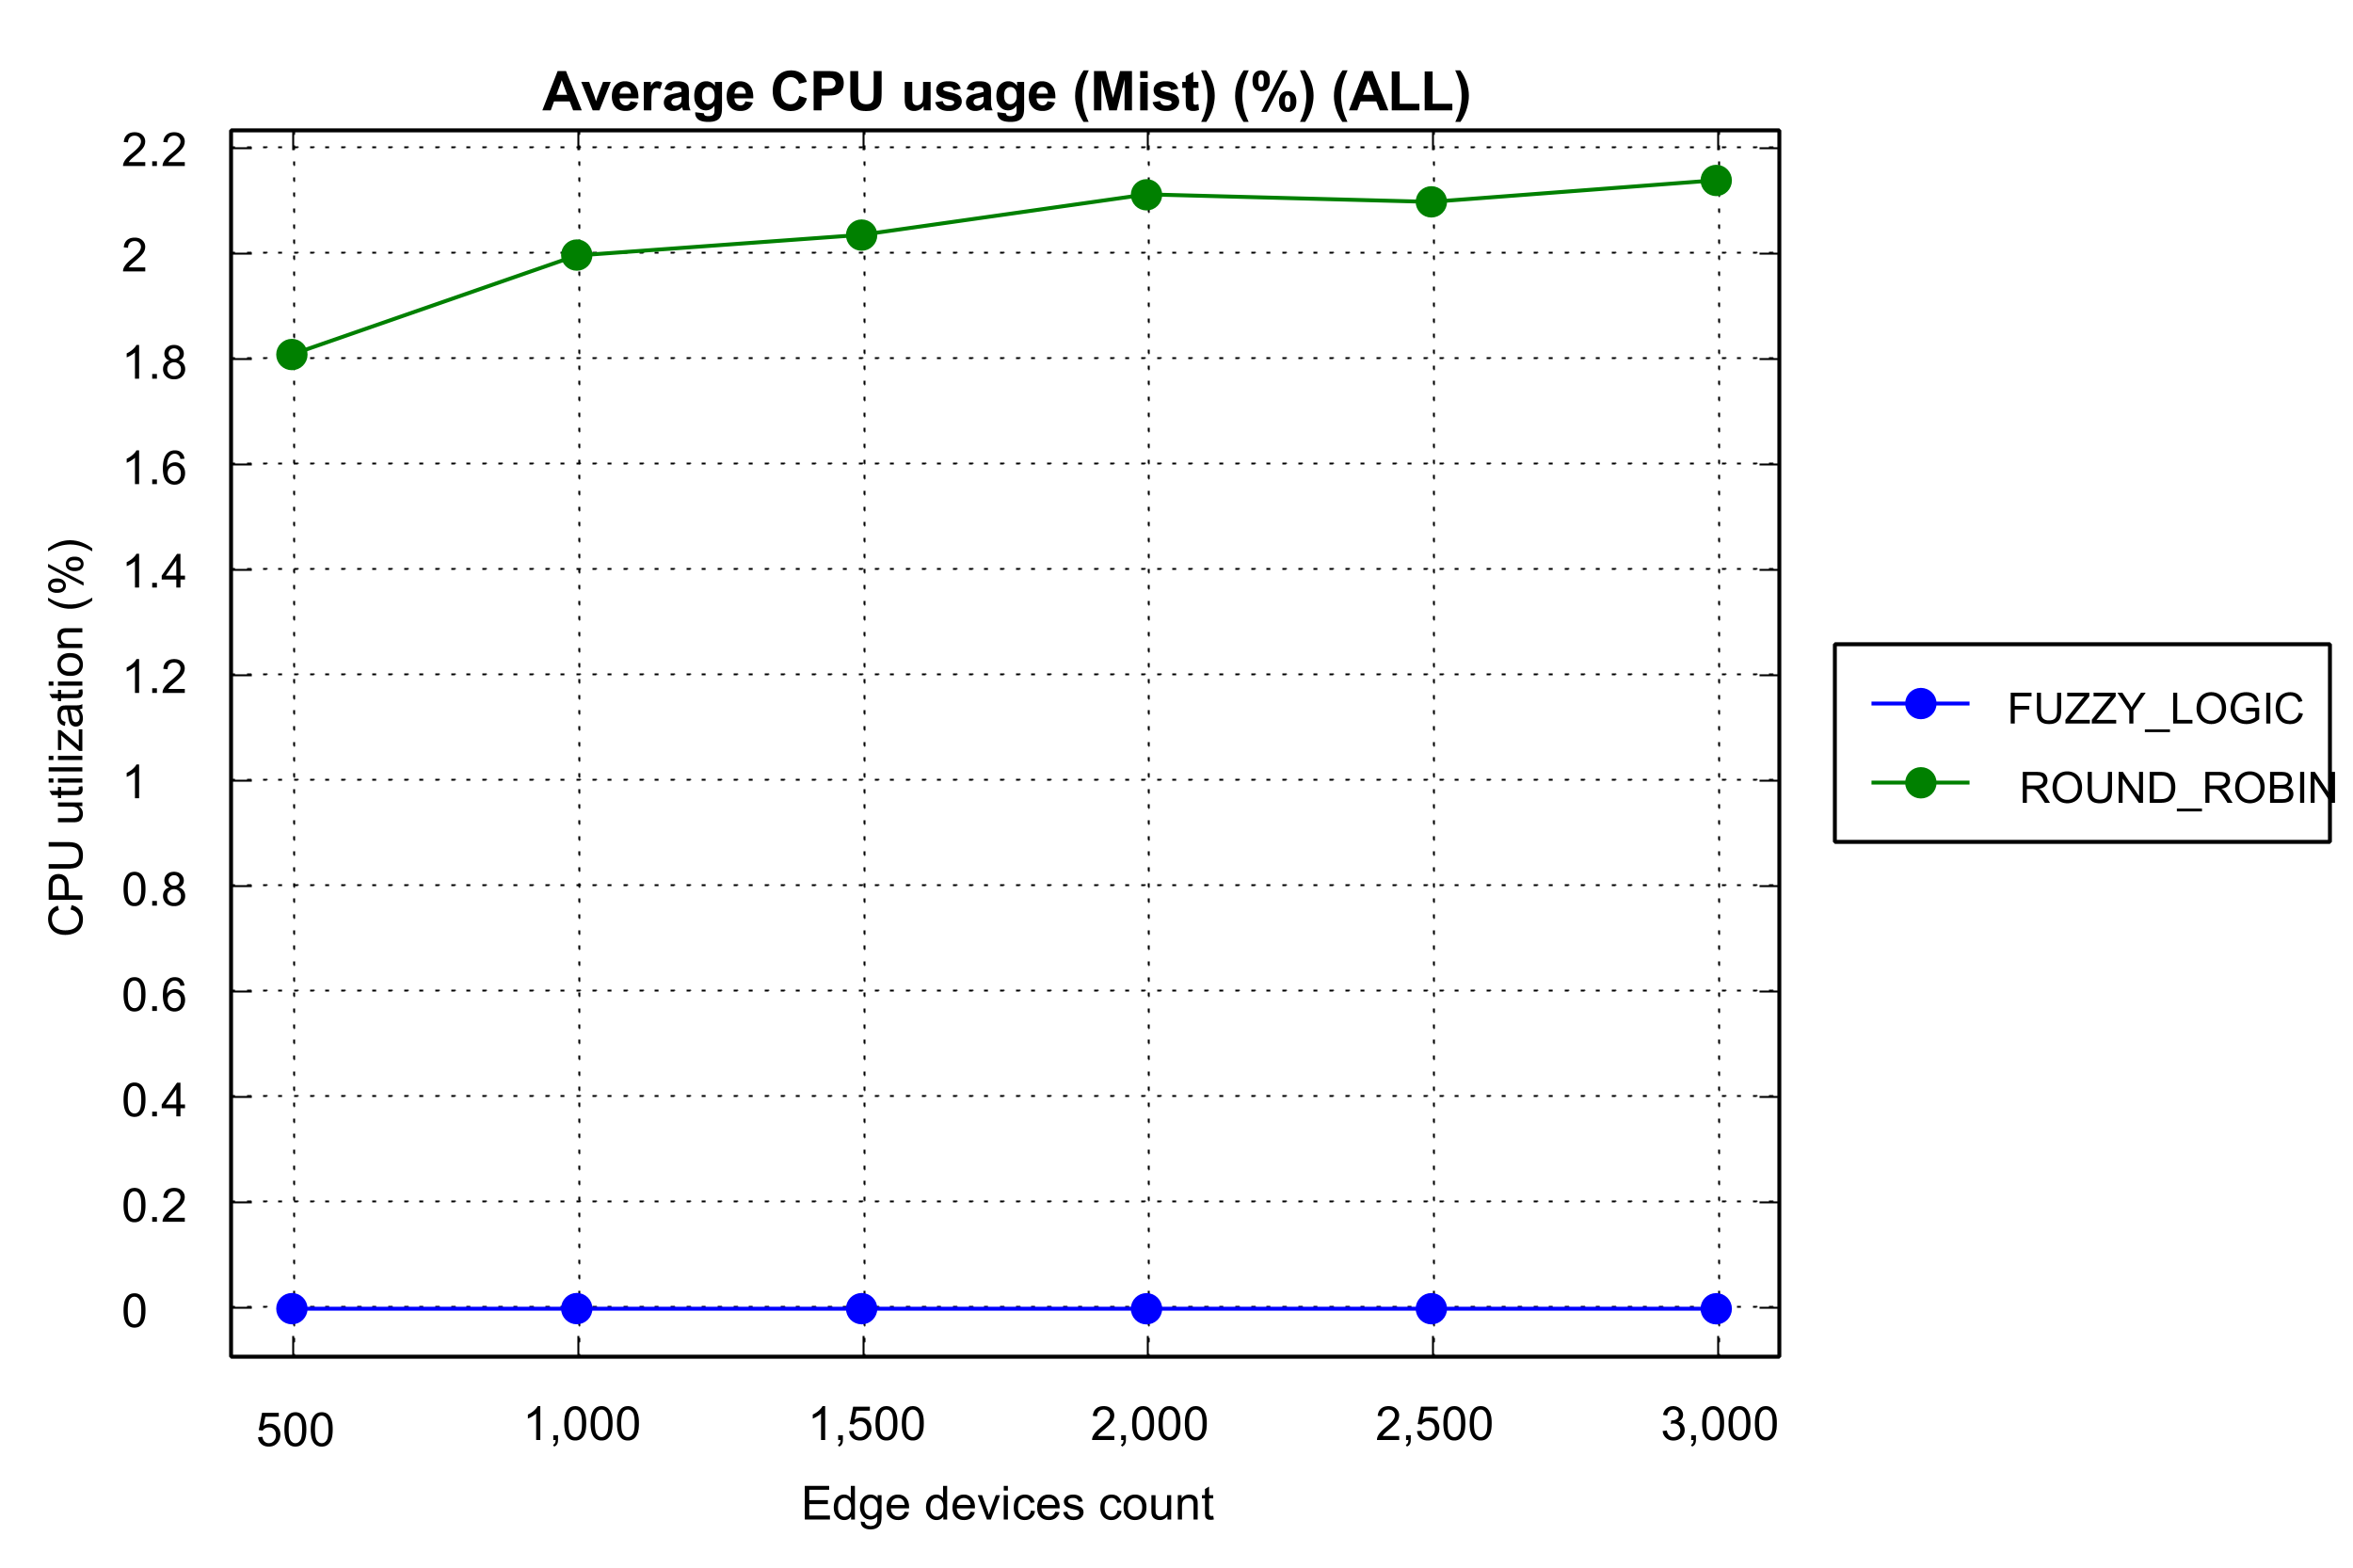 Average CPU usage (Mist) (%) (ALL)
2.2
2
1.8
1.6
1.4
1.2
1
0.8
0.6
0.4
0.2
0
CPU utilization (%)
500 1,000 1,500 2,000 2,500 3,000
Edge devices count
FUZZY_LOGIC
ROUND_ROBIN